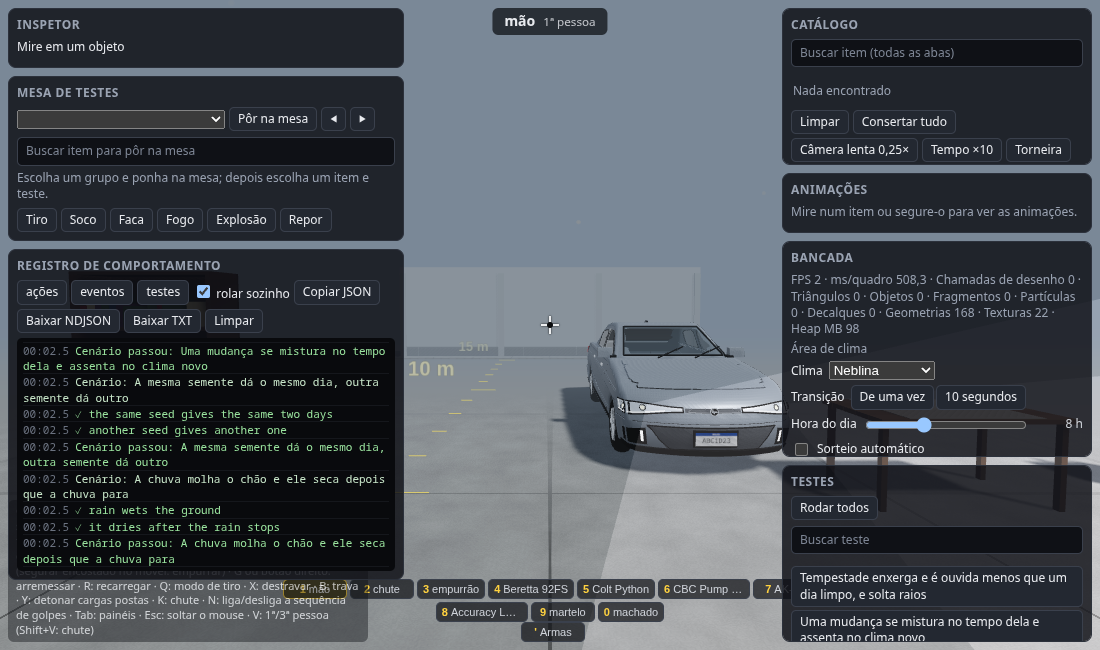 INSPETOR
Mire em um objeto
MESA DE TESTES
Pôr na mesa ◄ ►
Buscar item para pôr na mesa
Escolha um grupo e ponha na mesa; depois escolha um item e
teste.
Tiro Soco Faca Fogo Explosão Repor
REGISTRO DE COMPORTAMENTO
ações eventos testes rolar sozinho Copiar JSON
Baixar NDJSON Baixar TXT Limpar
00:02.5 Cenário passou: Uma mudança se mistura no tempo
dela e assenta no clima novo
00:02.5 Cenário: A mesma semente dá o mesmo dia, outra
semente dá outro
00:02.5 ✓ the same seed gives the same two days
00:02.5 ✓ another seed gives another one
00:02.5 Cenário passou: A mesma semente dá o mesmo dia,
outra semente dá outro
00:02.5 Cenário: A chuva molha o chão e ele seca depois
que a chuva para
00:02.5 ✓ rain wets the ground
00:02.5 ✓ it dries after the rain stops
00:02.5 Cenário passou: A chuva molha o chão e ele seca
depois que a chuva para
arremessar · R: recarregar · Q: modo de tiro · X: destravar · B: trava
· Y: detonar cargas postas · K: chute · N: liga/desliga a sequência
de golpes · Tab: painéis · Esc: soltar o mouse · V: 1ª/3ª pessoa
(Shift+V: chute)
mão 1ª pessoa
15 m
10 m
ABC1D23
1 mão 2 chute 3 empurrão 4 Beretta 92FS 5 Colt Python 6 CBC Pump … 7 A
8 Accuracy L… 9 martelo 0 machado
' Armas
CATÁLOGO
Buscar item (todas as abas)
Nada encontrado
Limpar Consertar tudo
Câmera lenta 0,25× Tempo ×10 Torneira
ANIMAÇÕES
Mire num item ou segure-o para ver as animações.
BANCADA
FPS 2 · ms/quadro 508,3 · Chamadas de desenho 0 ·
Triângulos 0 · Objetos 0 · Fragmentos 0 · Partículas
0 · Decalques 0 · Geometrias 168 · Texturas 22 ·
Heap MB 98
Área de clima
Clima Neblina
Transição De uma vez 10 segundos
Hora do dia 8 h
Sorteio automático
TESTES
Rodar todos
Buscar teste
Tempestade enxerga e é ouvida menos que um
dia limpo, e solta raios
Uma mudança se mistura no tempo dela e
assenta no clima novo